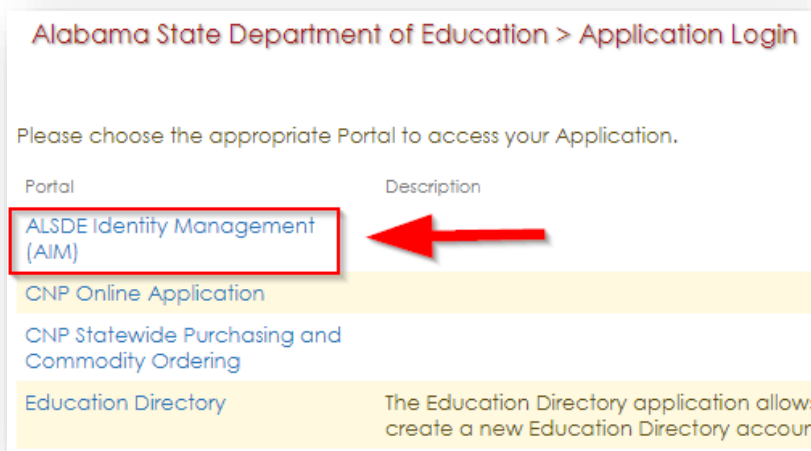 Alabama State Department of Education > Application Login
Please choose the appropriate Portal to access your Application.
Portal Description
ALSDE Identity Management
(AIM)
CNP Online Application
CNP Statewide Purchasing and
Commodity Ordering
Education Directory The Education Directory application allows
create a new Education Directory